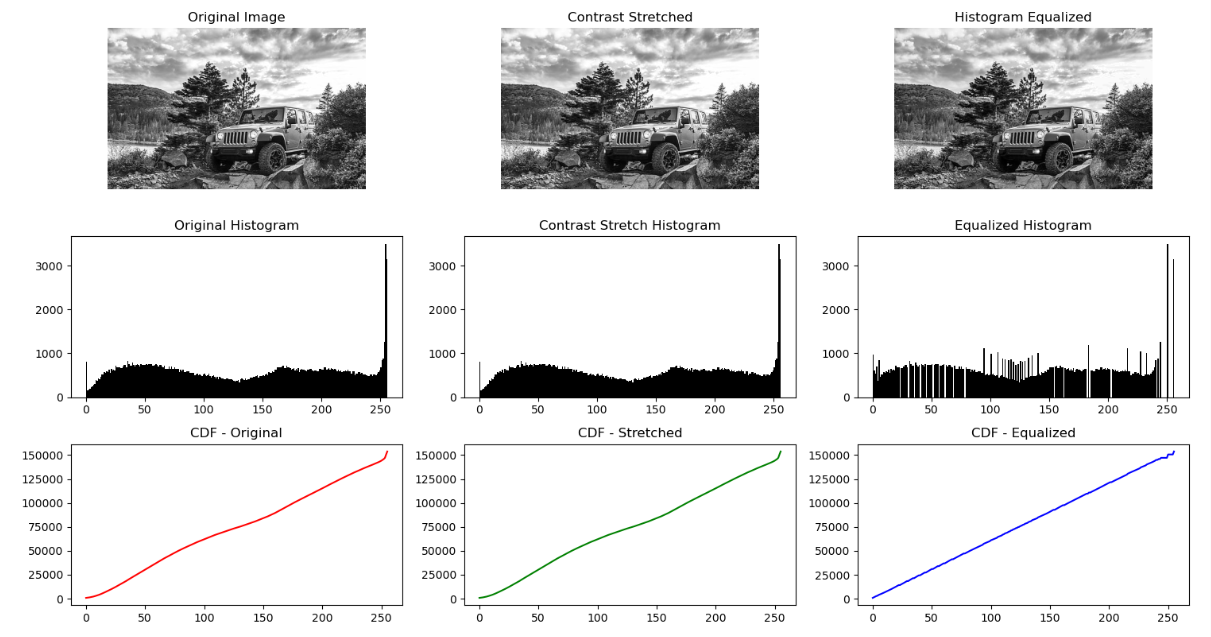 Original Image
Contrast Stretched
Histogram Equalized
Original Histogram
Contrast Stretch Histogram
Equalized Histogram
3000
2000
1000
0
0 50 100 150 200 250
3000
2000
1000
0
0 50 100 150 200 250
3000
2000
1000
0
0 50 100 150 200 250
CDF - Original
CDF - Stretched
CDF - Equalized
150000
125000
100000
75000
50000
25000
0
0 50 100 150 200 250
150000
125000
100000
75000
50000
25000
0
0 50 100 150 200 250
150000
125000
100000
75000
50000
25000
0
0 50 100 150 200 250